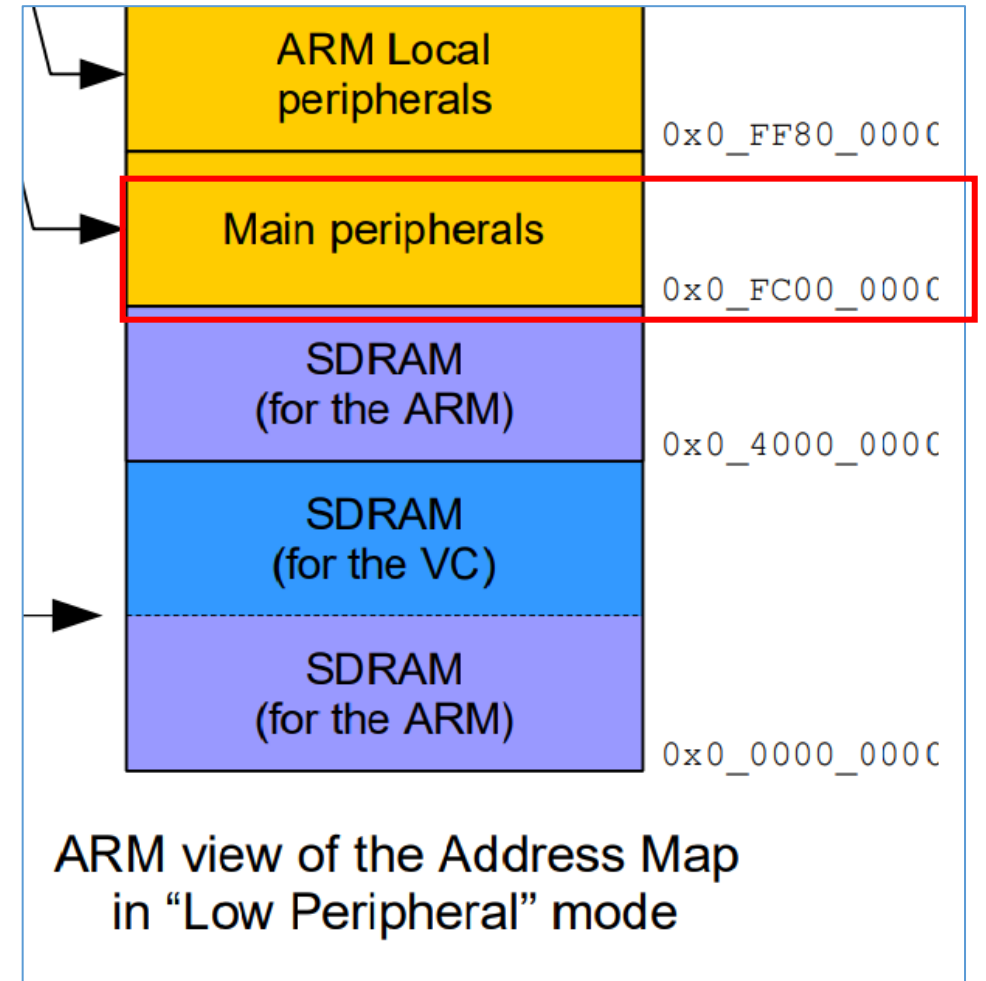 ARM Local
peripherals
0x0_FF80_000
Main peripherals
0x0_FC00_000
SDRAM
(for the ARM)
0x0_4000_000
SDRAM
(for the VC)
SDRAM
(for the ARM)
0x0_0000_000
ARM view of the Address Map
in “Low Peripheral” mode